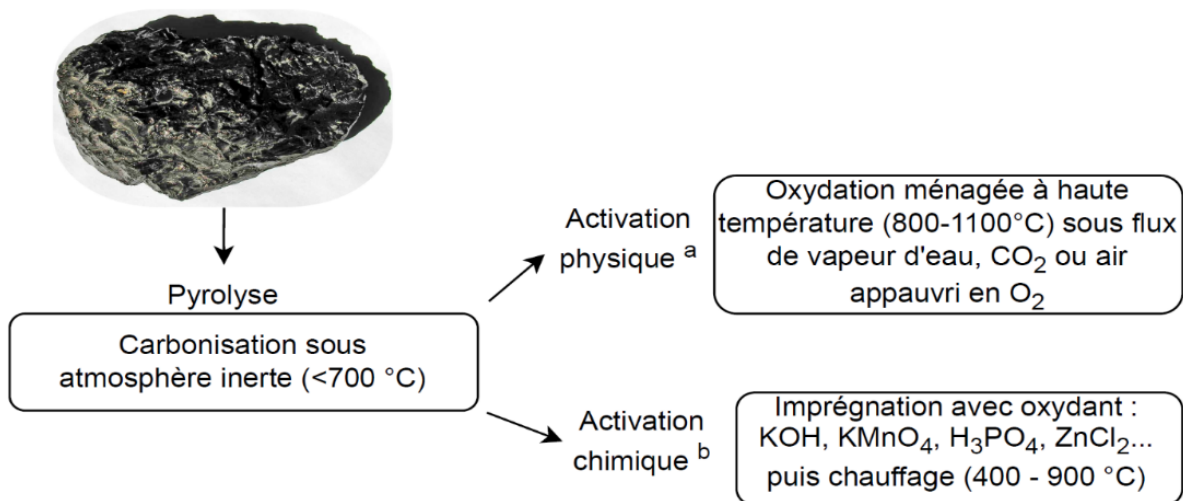 Pyrolyse
Carbonisation sous
atmosphère inerte (<700 °C)
Activation
physique a
Oxydation ménagée à haute
température (800-1100°C) sous flux
de vapeur d'eau, CO2 ou air
appauvri en O2
Activation
chimique b
Imprégnation avec oxydant :
KOH, KMnO4, H3PO4, ZnCl2...
puis chauffage (400 - 900 °C)